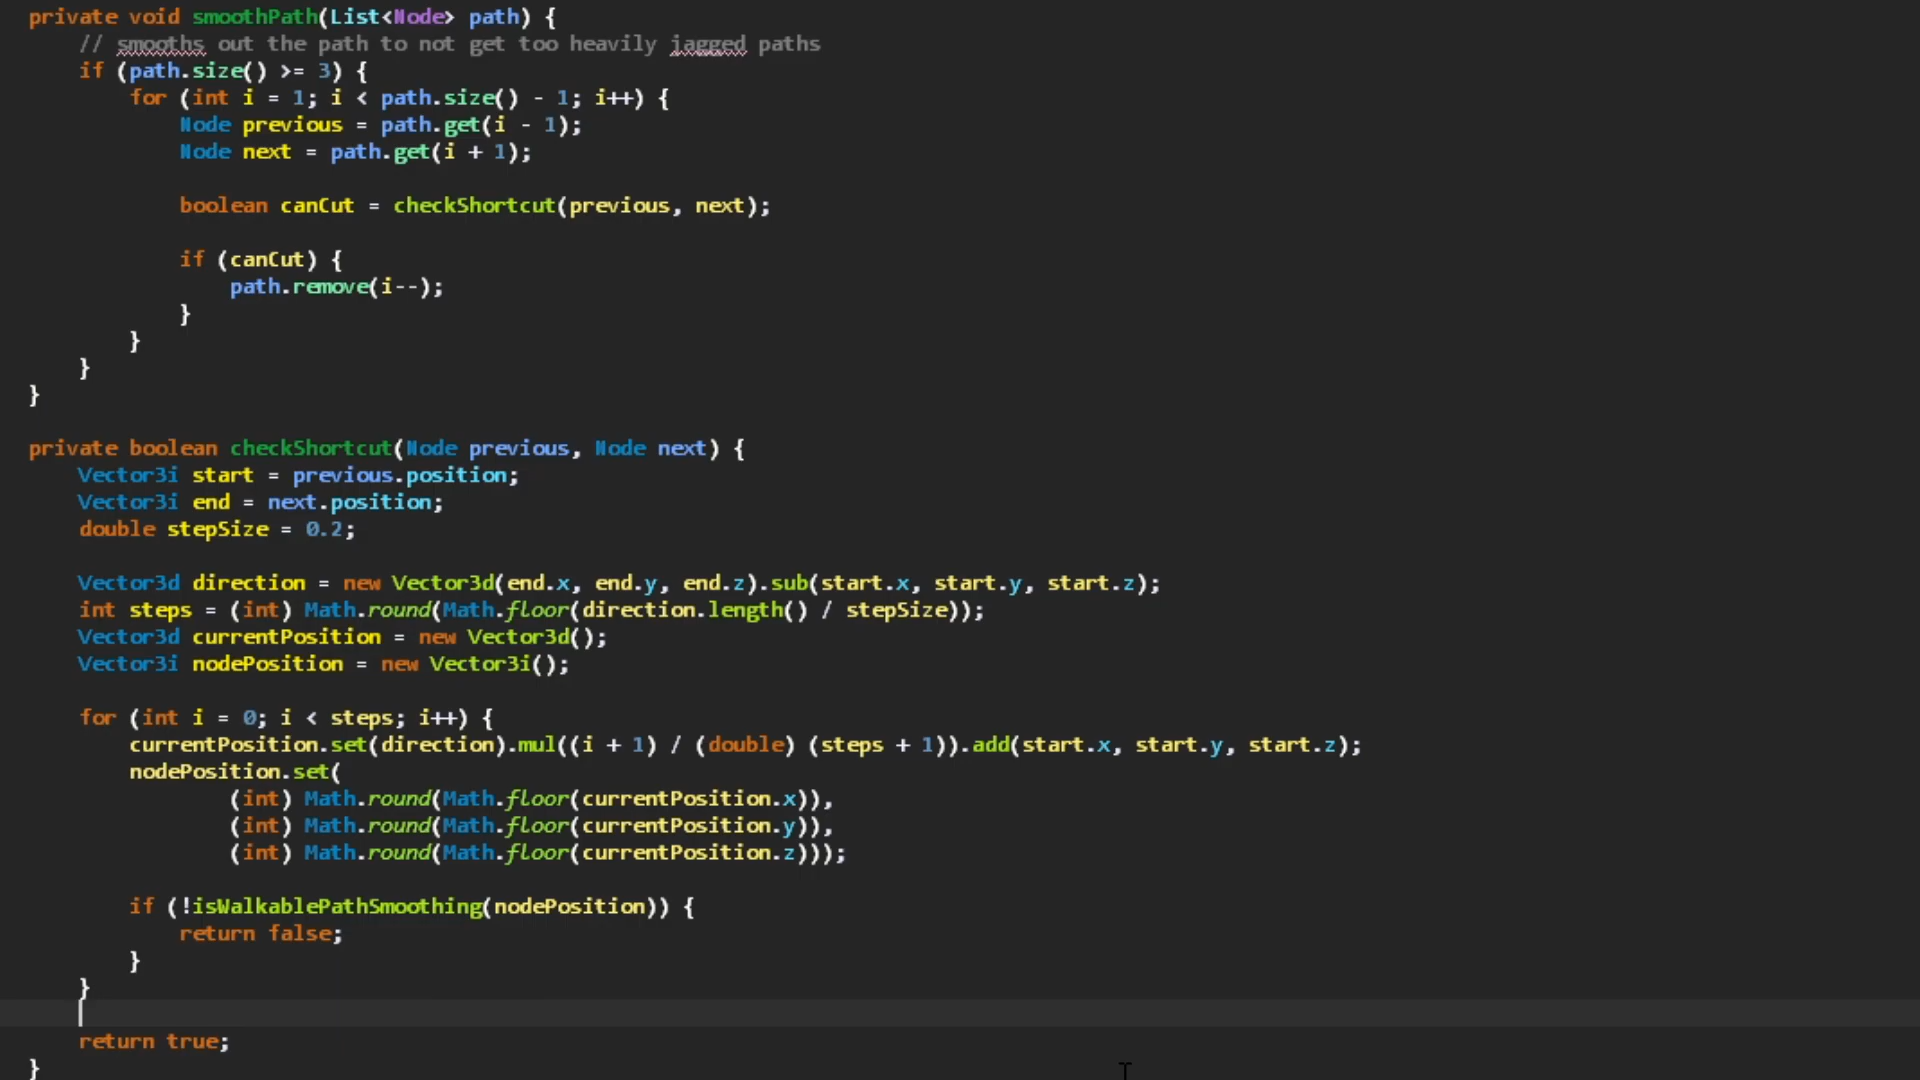 private void smoothPath(List<Node> path) {
// smooths out the path to not get too heavily jagged paths
if (path.size() >= 3) {
for (int i = 1; i < path.size() - 1; i++) {
Node previous = path.get(i - 1);
Node next = path.get(i + 1);
boolean canCut = checkShortcut(previous, next);
if (canCut) {
path.remove(i--);
}
}
}
}
private boolean checkShortcut(Node previous, Node next) {
Vector3i start = previous.position;
Vector3i end = next.position;
double stepSize = 0.2;
Vector3d direction = new Vector3d(end.x, end.y, end.z).sub(start.x, start.y, start.z);
int steps = (int) Math.round(Math.floor(direction.length() / stepSize));
Vector3d currentPosition = new Vector3d();
Vector3i nodePosition = new Vector3i();
for (int i = 0; i < steps; i++) {
currentPosition.set(direction).mul((i + 1) / (double) (steps + 1)).add(start.x, start.y, start.z);
nodePosition.set(
(int) Math.round(Math.floor(currentPosition.x)),
(int) Math.round(Math.floor(currentPosition.y)),
(int) Math.round(Math.floor(currentPosition.z)));
if (!isWalkablePathSmoothing(nodePosition)) {
return false;
}
}
return true;
}